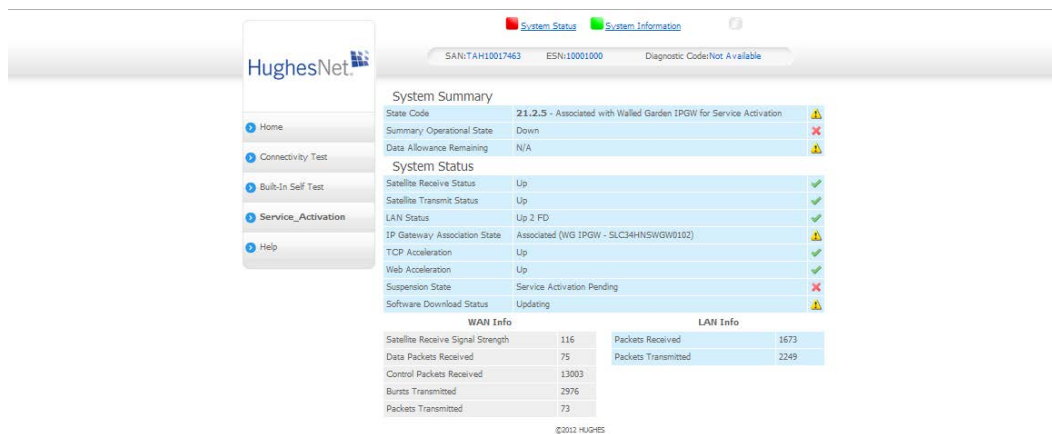 System Status System Information
HughesNet.
SAN:TAH10017463 ESN:10001000 Diagnostic Code:Not Available
Home
Connectivity Test
Built-In Self Test
Service_Activation
Help
System Summary
State Code 21.2.5 - Associated with Walled Garden IPGW for Service Activation
Summary Operational State Down
Data Allowance Remaining N/A
System Status
Satellite Receive Status Up
Satellite Transmit Status Up
LAN Status Up 2 FD
IP Gateway Association State Associated (WG IPGW - SLC34HNSWGW0102)
TCP Acceleration Up
Web Acceleration Up
Suspension State Service Activation Pending
Software Download Status Updating
WAN Info LAN Info
Satellite Receive Signal Strength 116 Packets Received 1673
Data Packets Received 75 Packets Transmitted 2249
Control Packets Received 13003
Bursts Transmitted 2976
Packets Transmitted 73
©2012 HUGHES